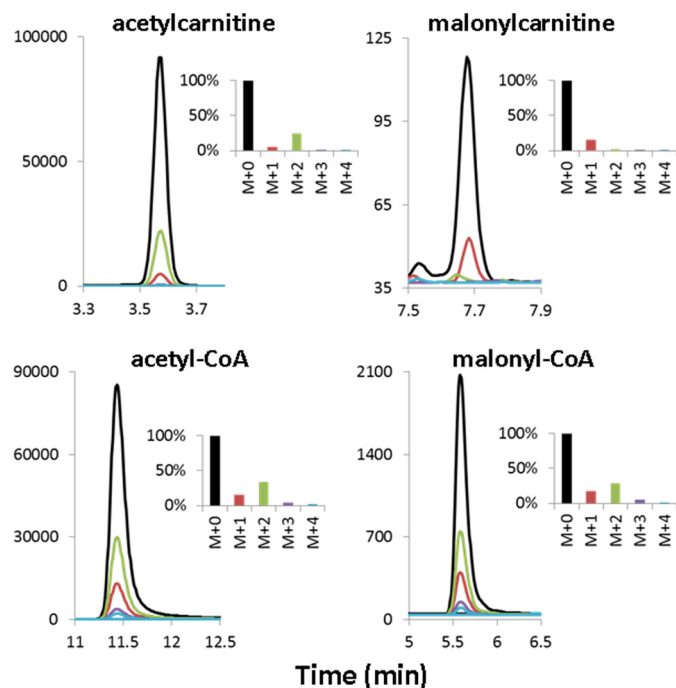 acetylcarnitine
100000
50000
0
3.3 3.5 3.7
100%
50%
0%
M+0 M+1 M+2 M+3 M+4
malonylcarnitine
125
95
65
35
7.5 7.7 7.9
100%
50%
0%
M+0 M+1 M+2 M+3 M+4
acetyl-CoA
90000
60000
30000
0
11 11.5 12 12.5
100%
50%
0%
M+0 M+1 M+2 M+3 M+4
malonyl-CoA
2100
1400
700
0
5 5.5 6 6.5
100%
50%
0%
M+0 M+1 M+2 M+3 M+4
Time (min)